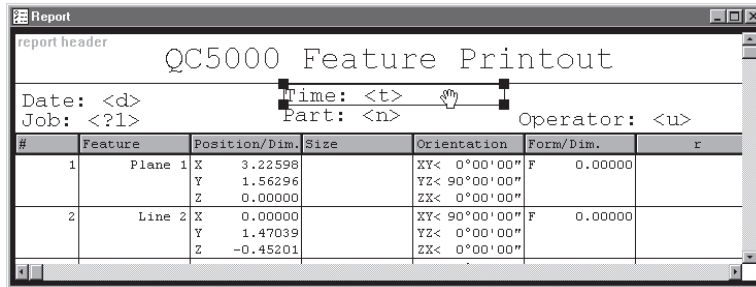 Report
report header
QC5000 Feature Printout
Date: <d> Time: <t>
Job: <?1> Part: <n> Operator: <u>
# Feature Position/Dim. Size Orientation Form/Dim. r
1 Plane 1 X 3.22598 XY< 0°00'00" F 0.00000
Y 1.56296 YZ< 90°00'00"
Z 0.00000 ZX< 0°00'00"
2 Line 2 X 0.00000 XY< 90°00'00" F 0.00000
Y 1.47039 YZ< 0°00'00"
Z -0.45201 ZX< 0°00'00"